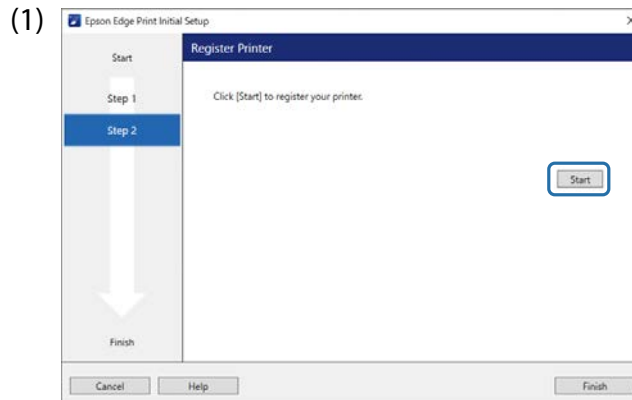 (1)
Epson Edge Print Initial Setup
Register Printer
Start
Step 1
Click [Start] to register your printer.
Step 2
Start
Finish
Cancel
Help
Finish